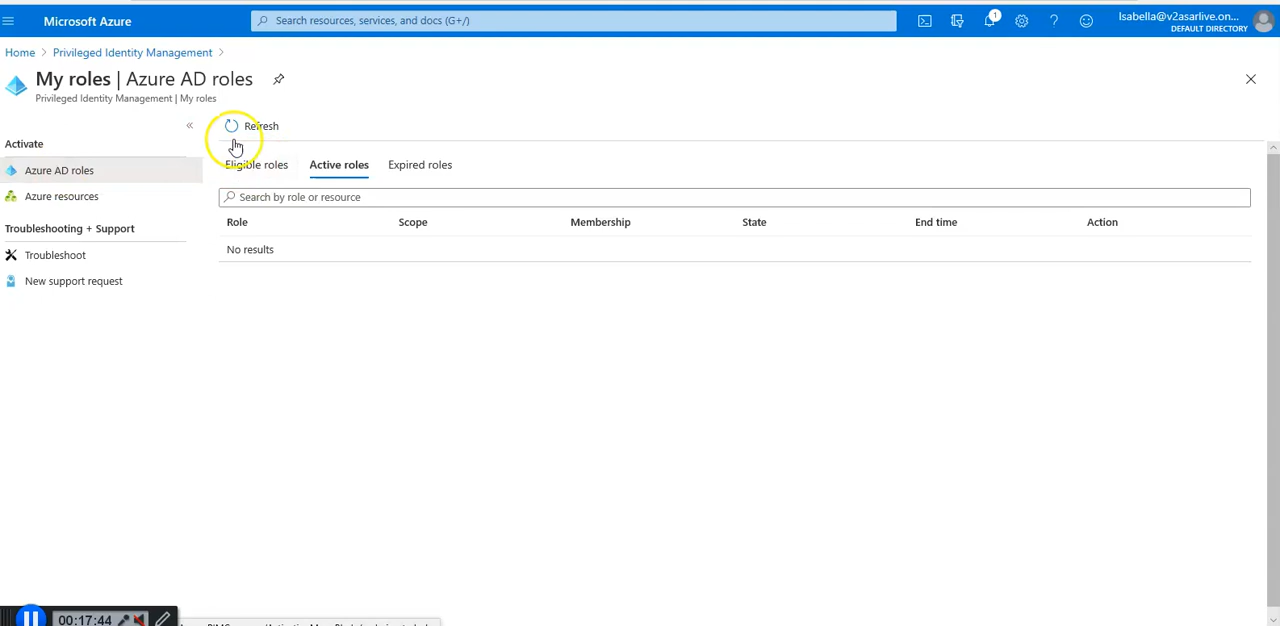 Microsoft Azure
Search resources, services, and docs (G+/)
1
Isabella@v2asarlive.on...
DEFAULT DIRECTORY
Home > Privileged Identity Management >
My roles | Azure AD roles
Privileged Identity Management | My roles
«
Refresh
Activate
Azure AD roles
Azure resources
Troubleshooting + Support
Troubleshoot
New support request
Eligible roles Active roles Expired roles
Search by role or resource
Role Scope Membership State End time Action
No results
00:17:44